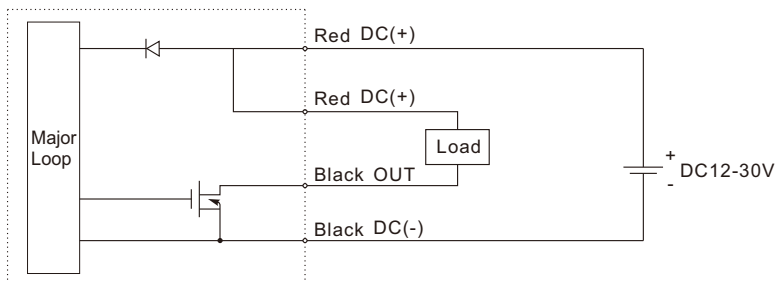 Red DC(+)
Red DC(+)
Major
Loop
Load
Black OUT
+
-
DC12-30V
Black DC(-)